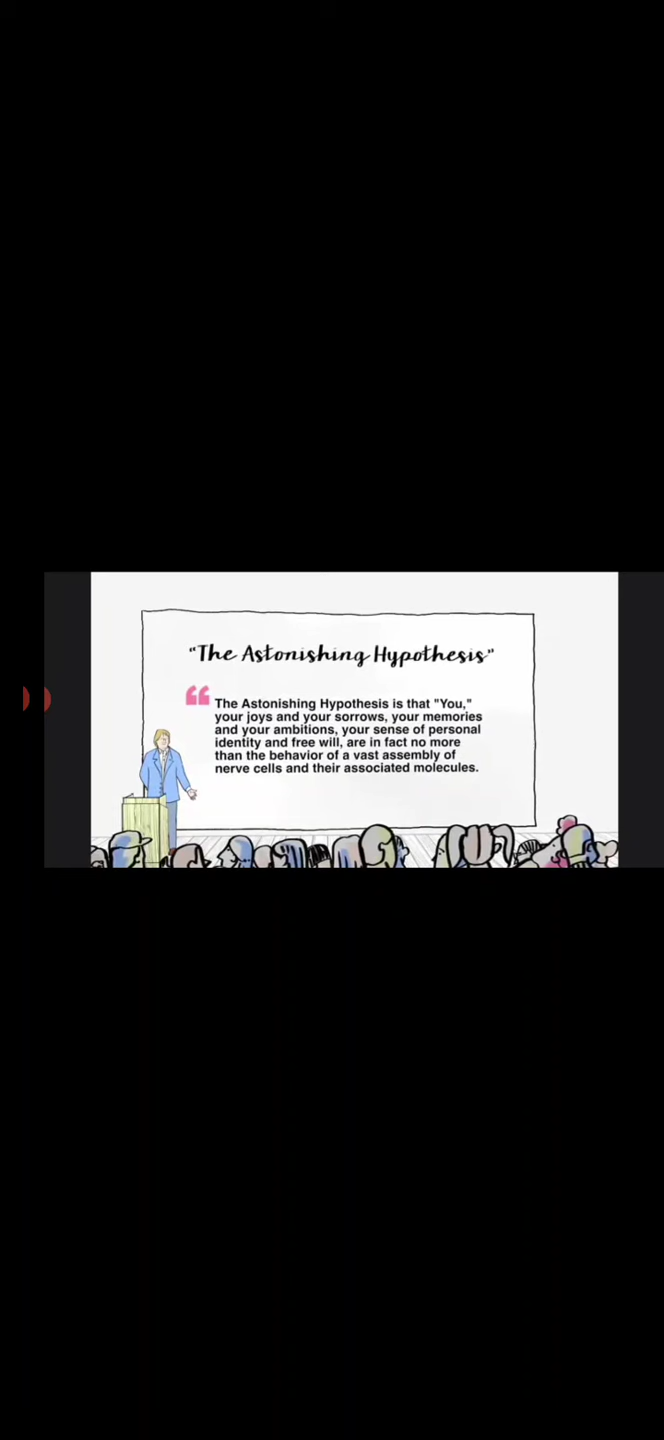 “The Astonishing Hypothesis”
“
The Astonishing Hypothesis is that "You,"
your joys and your sorrows, your memories
and your ambitions, your sense of personal
identity and free will, are in fact no more
than the behavior of a vast assembly of
nerve cells and their associated molecules.